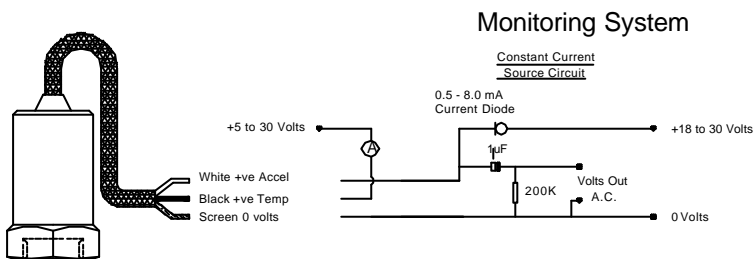 Monitoring System
Constant Current
Source Circuit
0.5 - 8.0 mA
Current Diode
+5 to 30 Volts
+18 to 30 Volts
A
1uF
White +ve Accel
Volts Out
Black +ve Temp
200K
A.C.
Screen 0 volts
0 Volts